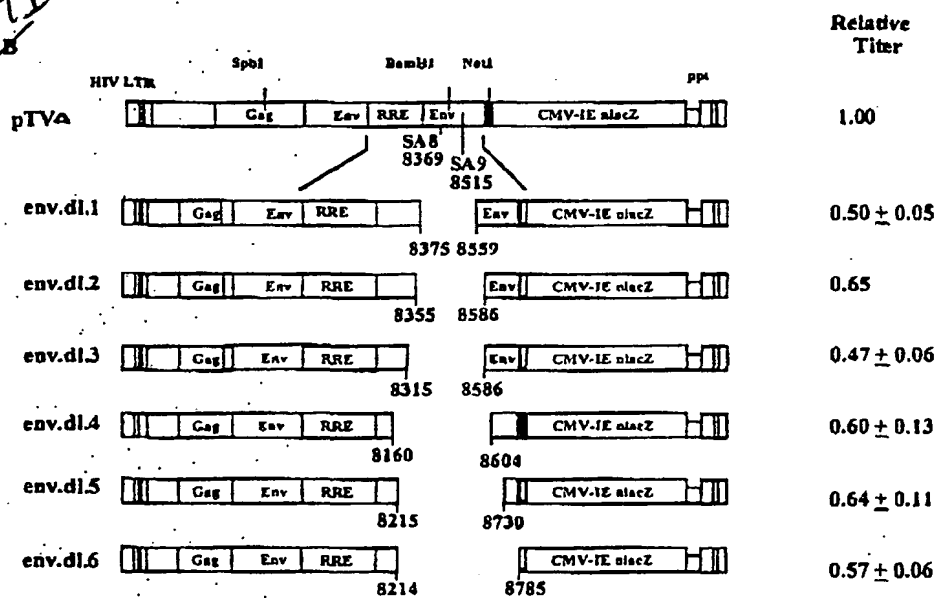 B
Relative
Titer
HIV LTR SphI BamHI NotI ppt
pTVΔ Gag Env RRE Env CMV-IE nlacZ 1.00
SA8
8369
SA9
8515
env.dl.1 Gag Env RRE Env CMV-IE nlacZ 0.50 ± 0.05
8375 8559
env.dl.2 Gag Env RRE Env CMV-IE nlacZ 0.65
8355 8586
env.dl.3 Gag Env RRE Env CMV-IE nlacZ 0.47 ± 0.06
8315 8586
env.dl.4 Gag Env RRE CMV-IE nlacZ 0.60 ± 0.13
8160 8604
env.dl.5 Gag Env RRE CMV-IE nlacZ 0.64 ± 0.11
8215 8730
env.dl.6 Gag Env RRE CMV-IE nlacZ 0.57 ± 0.06
8214 8785